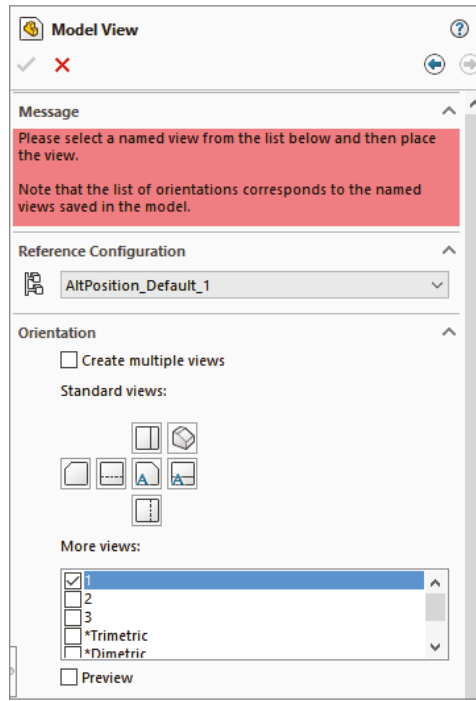 Model View
Message
Please select a named view from the list below and then place
the view.
Note that the list of orientations corresponds to the named
views saved in the model.
Reference Configuration
AltPosition_Default_1
Orientation
Create multiple views
Standard views:
A
A
More views:
1
2
3
*Trimetric
*Dimetric
Preview